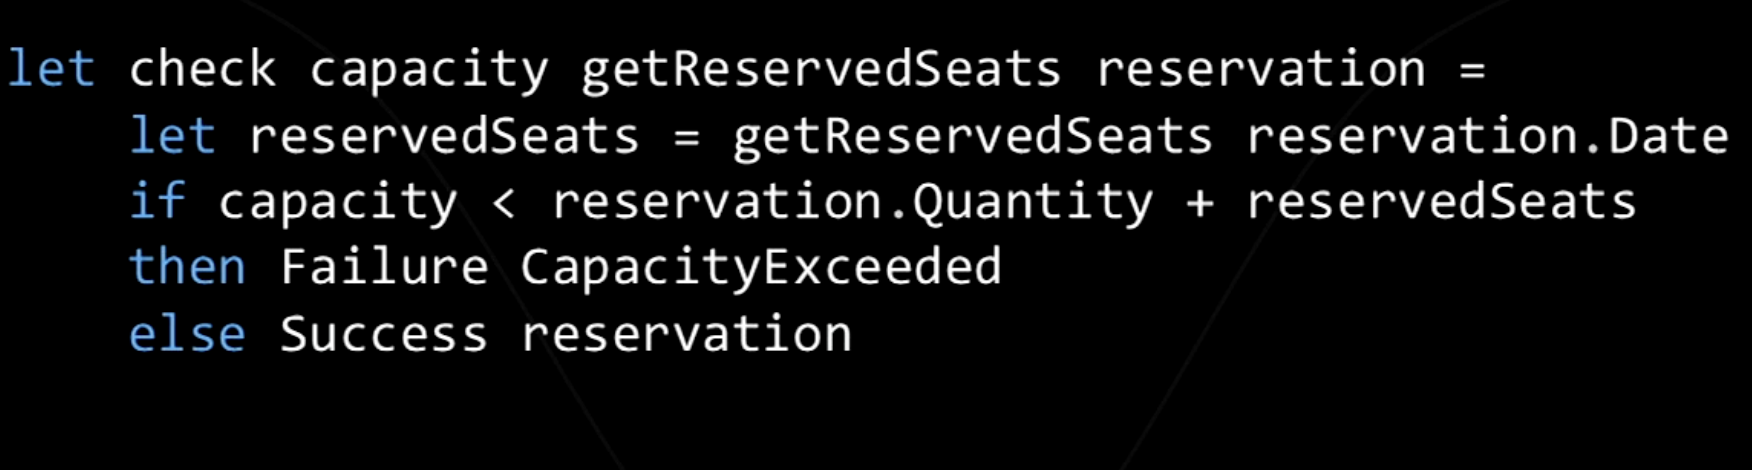 let check capacity getReservedSeats reservation =
    let reservedSeats = getReservedSeats reservation.Date
    if capacity < reservation.Quantity + reservedSeats
    then Failure CapacityExceeded
    else Success reservation